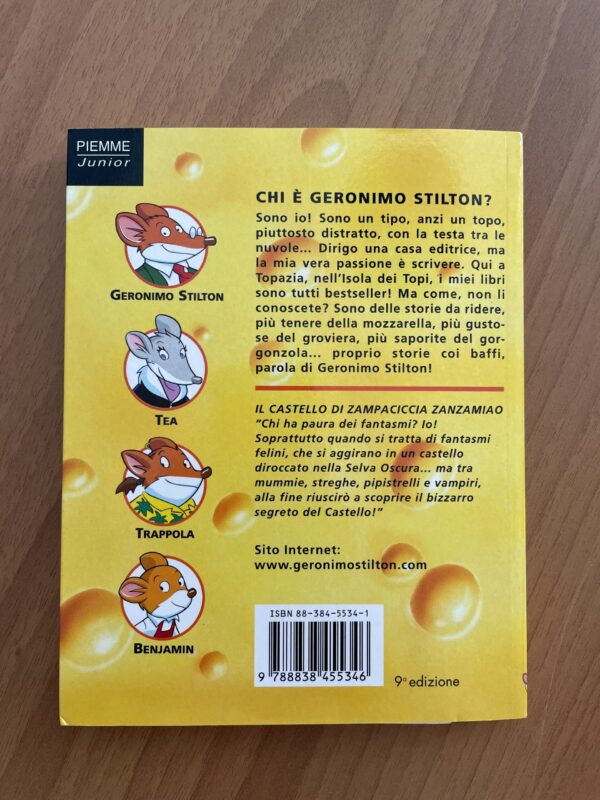 PIEMME
Junior
CHI È GERONIMO STILTON?
Sono io! Sono un tipo, anzi un topo,
piuttosto distratto, con la testa tra le
nuvole... Dirigo una casa editrice, ma
la mia vera passione è scrivere. Qui a
Topazia, nell'Isola dei Topi, i miei libri
sono tutti bestseller! Ma come, non li
conoscete? Sono delle storie da ridere,
più tenere della mozzarella, più gusto-
se del groviera, più saporite del gor-
gonzola... proprio storie coi baffi,
parola di Geronimo Stilton!
GERONIMO STILTON
TEA
TRAPPOLA
BENJAMIN
IL CASTELLO DI ZAMPACICCIA ZANZAMIAO
"Chi ha paura dei fantasmi? Io!
Soprattutto quando si tratta di fantasmi
felini, che si aggirano in un castello
diroccato nella Selva Oscura... ma tra
mummie, streghe, pipistrelli e vampiri,
alla fine riuscirò a scoprire il bizzarro
segreto del Castello!"
Sito Internet:
www.geronimostilton.com
ISBN 88-384-5534-1
9 788838 455346
9ª edizione